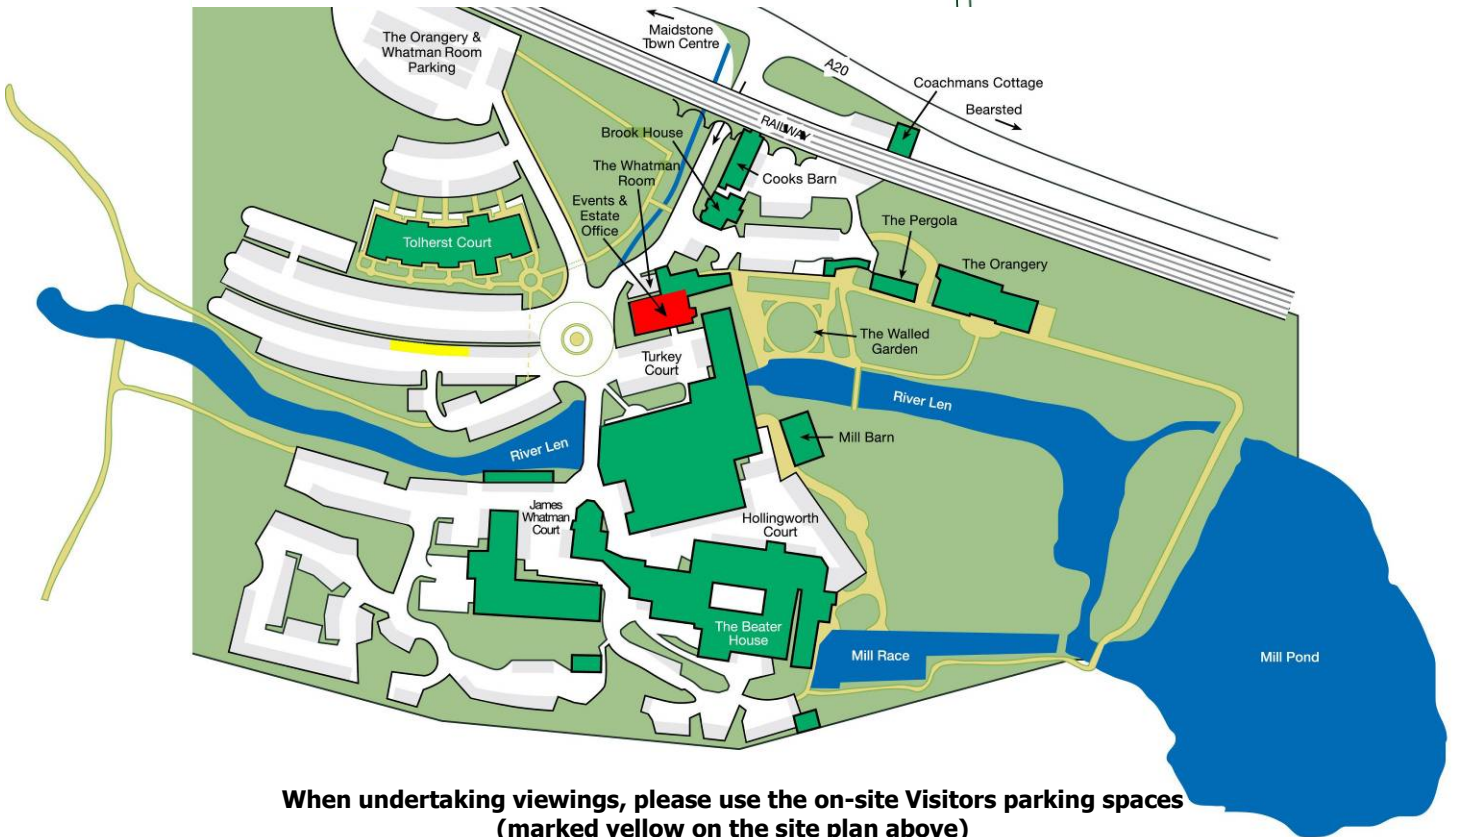 The Orangery &
Whatman Room
Parking
Maidstone
Town Centre
A20
Coachmans Cottage
Bearsted
RAILWAY
Brook House
The Whatman
Room
Cooks Barn
Events &
Estate
Office
The Pergola
The Orangery
Tolherst Court
The Walled
Garden
Turkey
Court
River Len
Mill Barn
River Len
James
Whatman
Court
Hollingworth
Court
The Beater
House
Mill Race
Mill Pond
When undertaking viewings, please use the on-site Visitors parking spaces
(marked yellow on the site plan above)